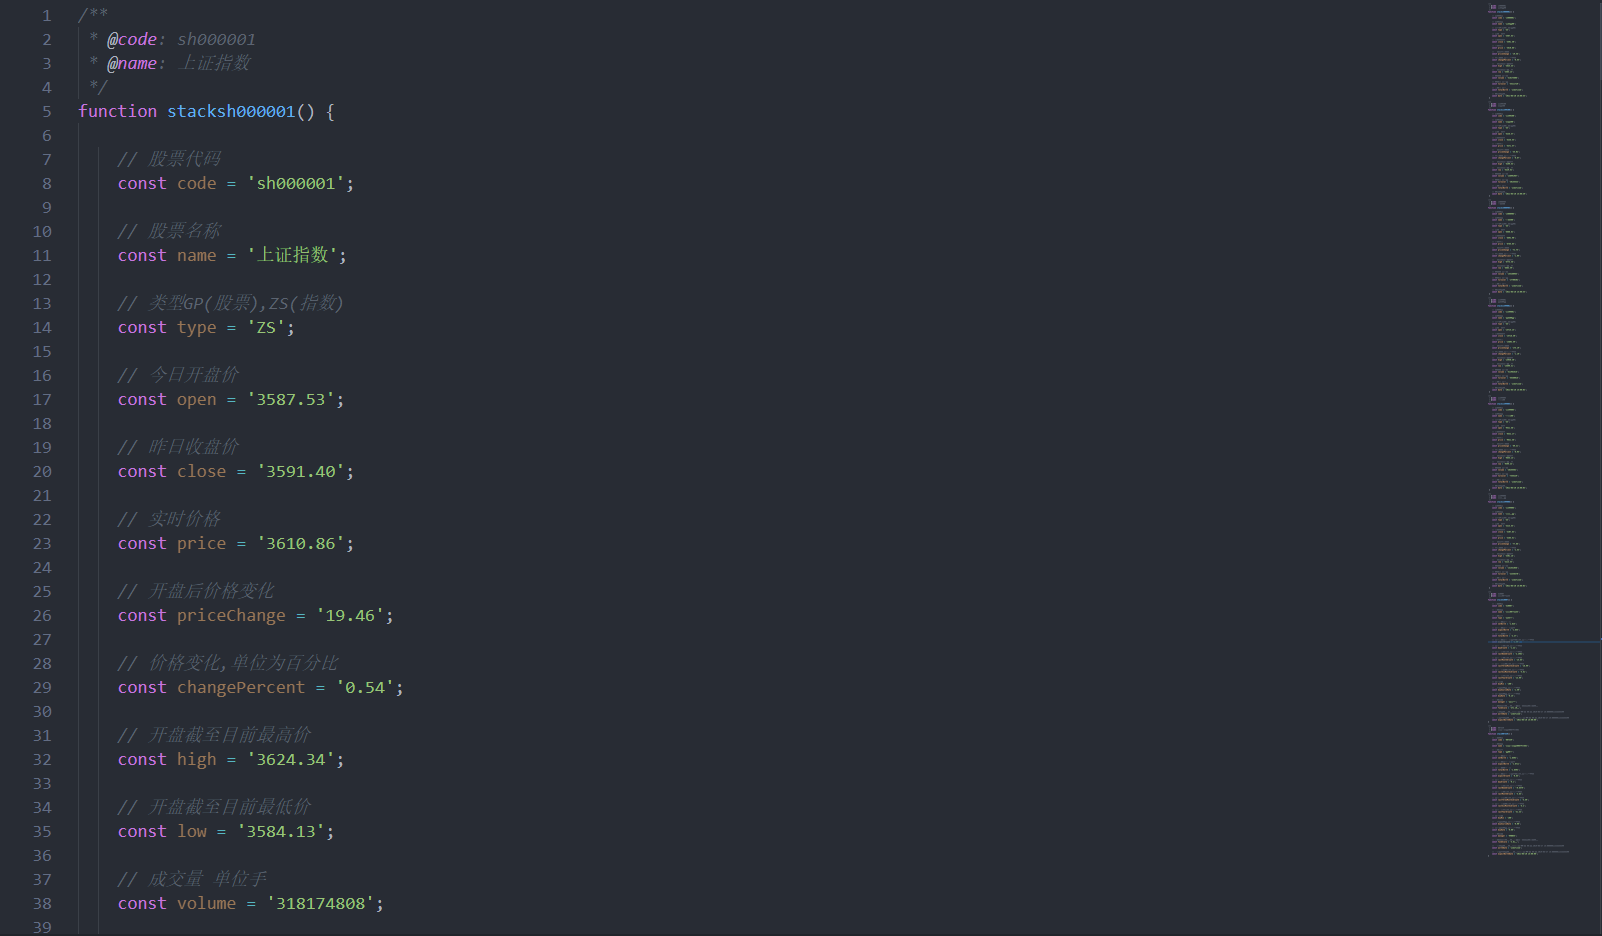 1 /**
2 * @code: sh000001
3 * @name: 上证指数
4 */
5 function stacksh000001() {
6
7 // 股票代码
8 const code = 'sh000001';
9
10 // 股票名称
11 const name = '上证指数';
12
13 // 类型GP(股票),ZS(指数)
14 const type = 'ZS';
15
16 // 今日开盘价
17 const open = '3587.53';
18
19 // 昨日收盘价
20 const close = '3591.40';
21
22 // 实时价格
23 const price = '3610.86';
24
25 // 开盘后价格变化
26 const priceChange = '19.46';
27
28 // 价格变化,单位为百分比
29 const changePercent = '0.54';
30
31 // 开盘截至目前最高价
32 const high = '3624.34';
33
34 // 开盘截至目前最低价
35 const low = '3584.13';
36
37 // 成交量 单位手
38 const volume = '318174808';
39